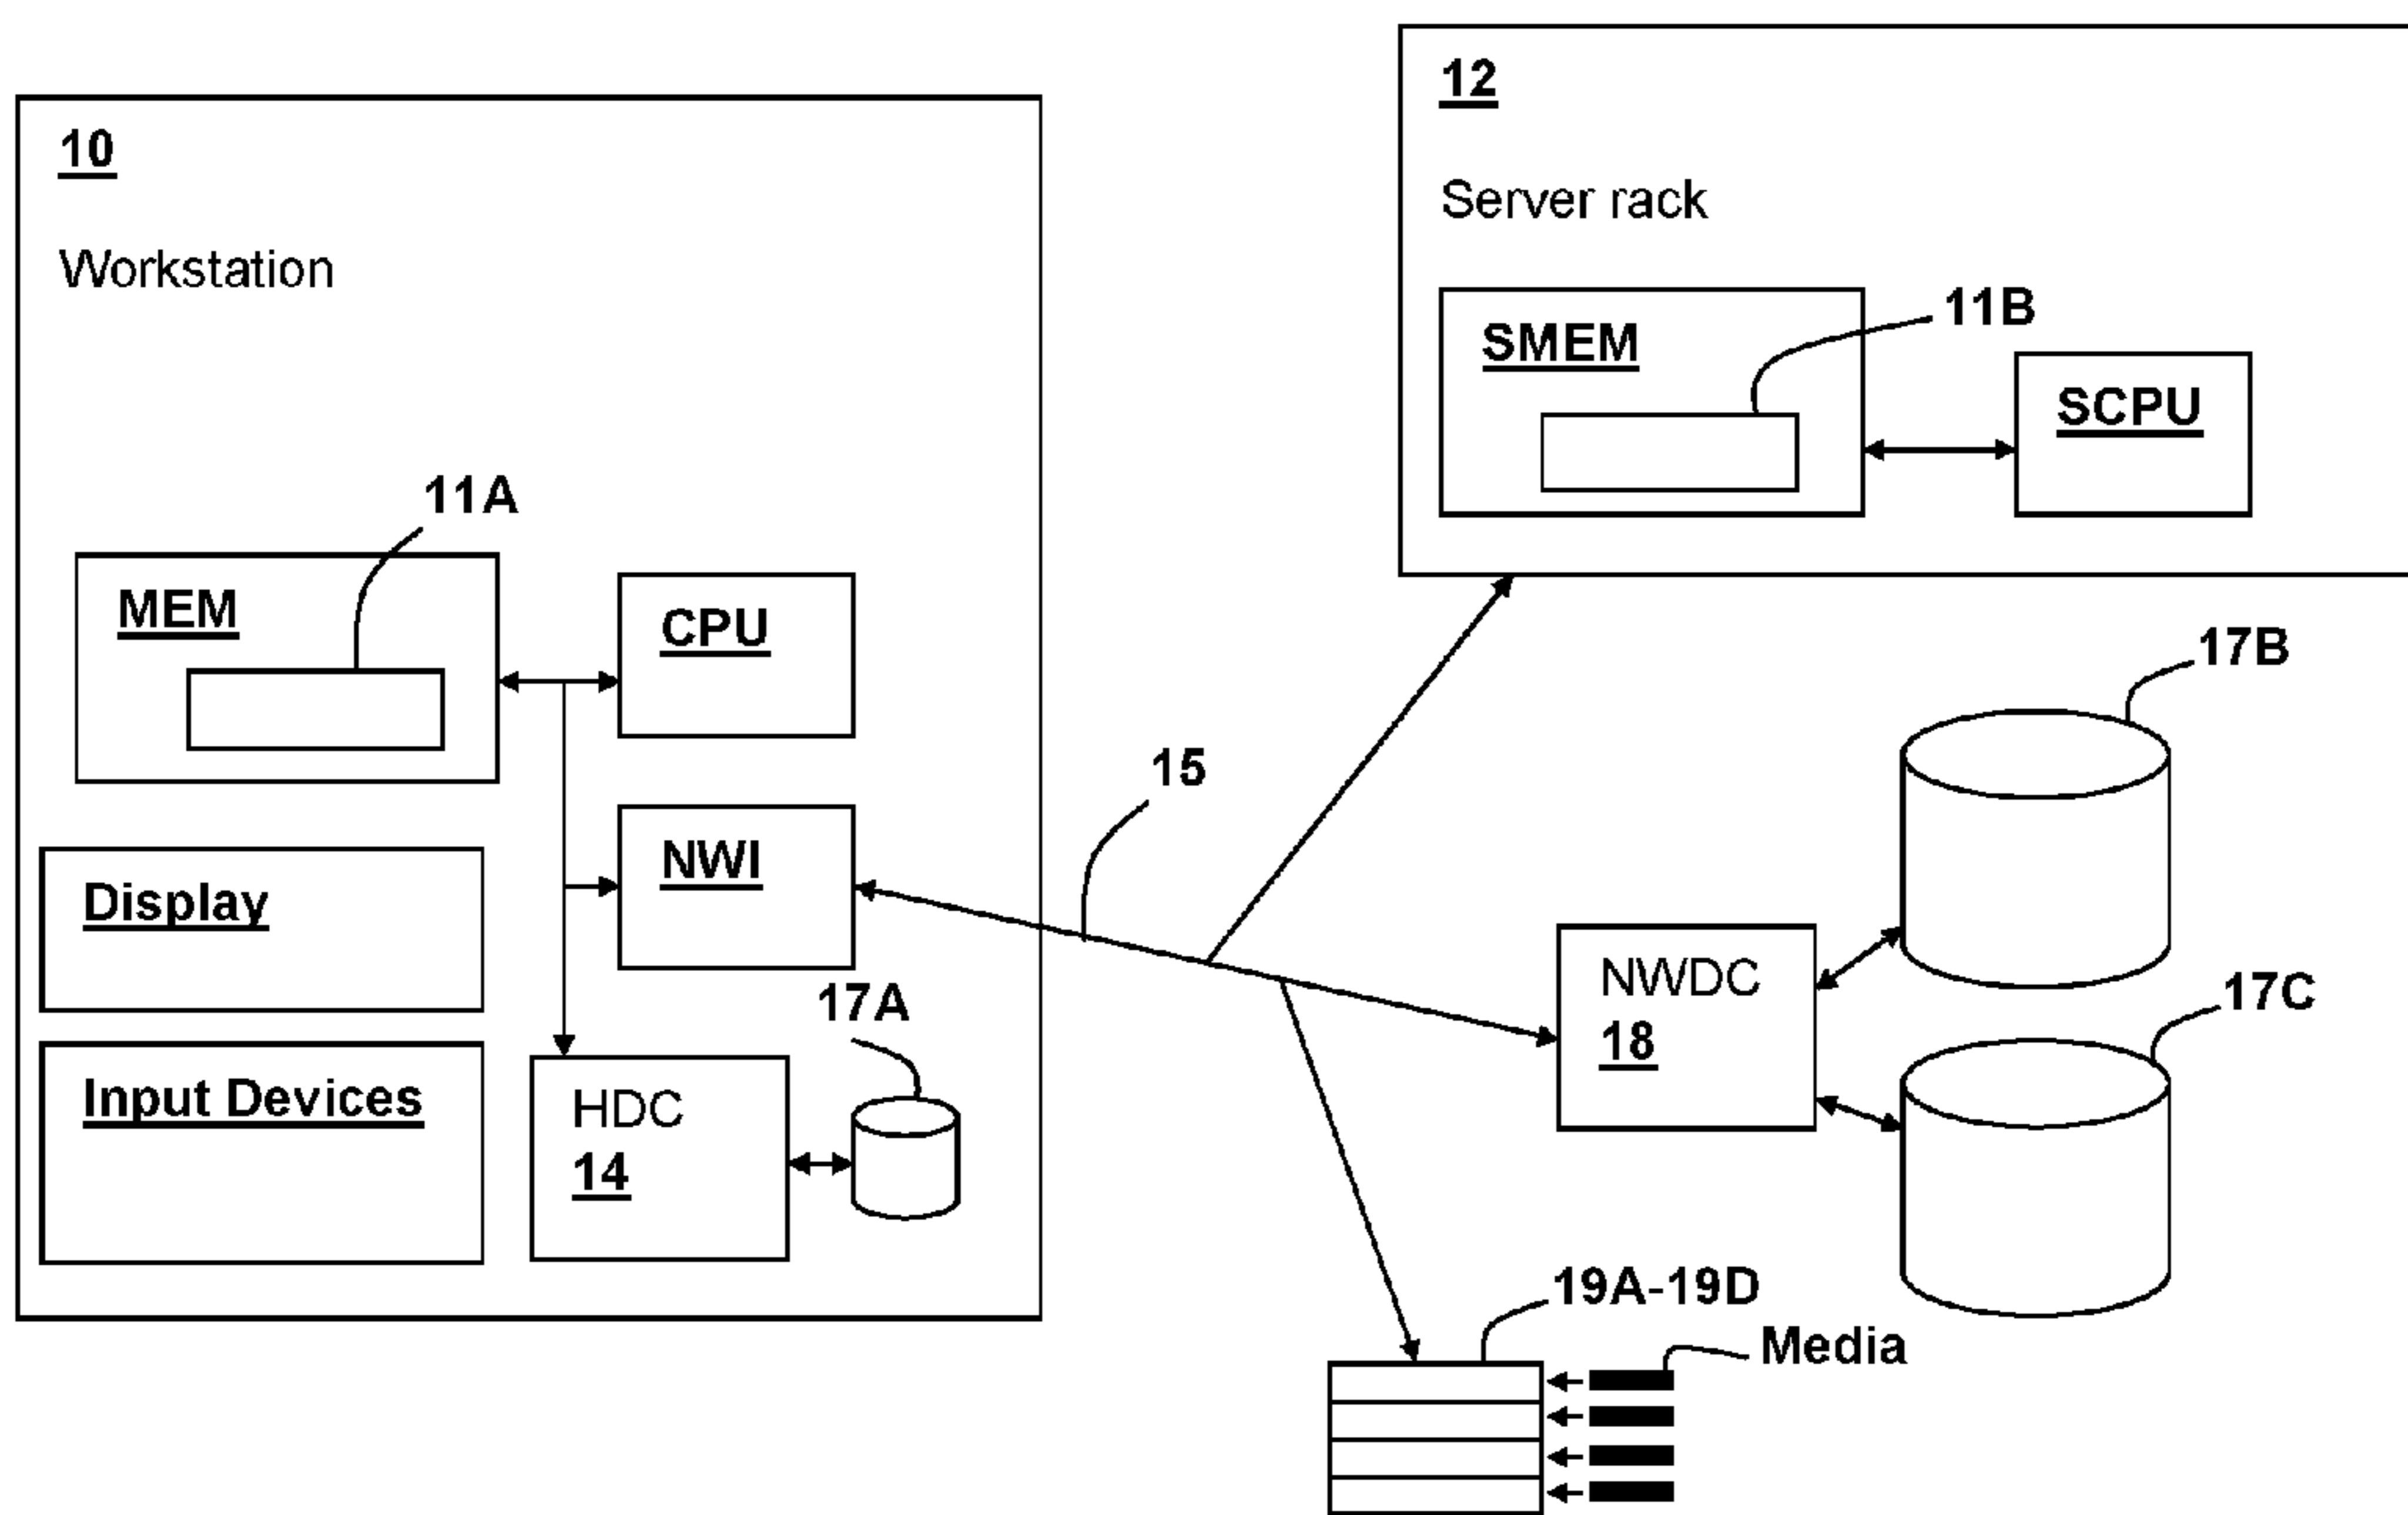 10
Workstation
11A
MEM
CPU
NWI
Display
17A
Input Devices
HDC
14
15
12
Server rack
11B
SMEM
SCPU
17B
NWDC
18
17C
19A-19D
Media